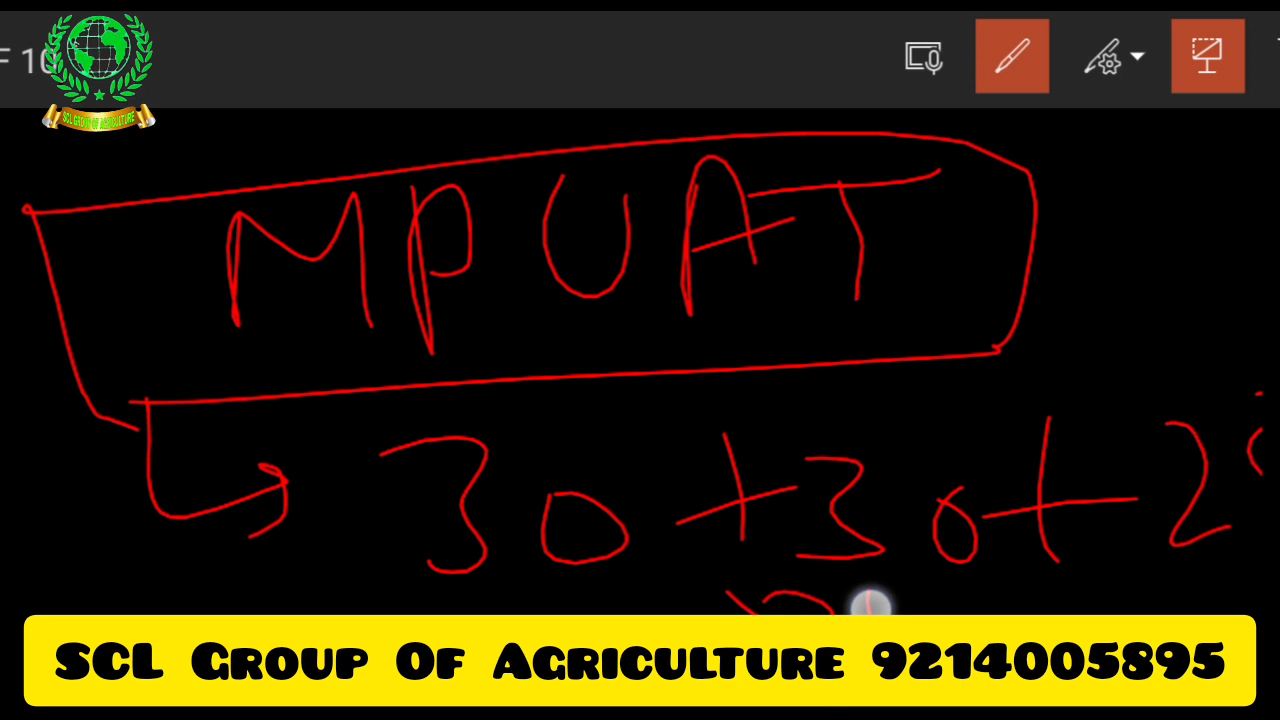 F 10
SCL GROUP OF AGRICULTURE
MPUAT
30 + 30 + 2
SCL Group Of Agriculture 9214005895